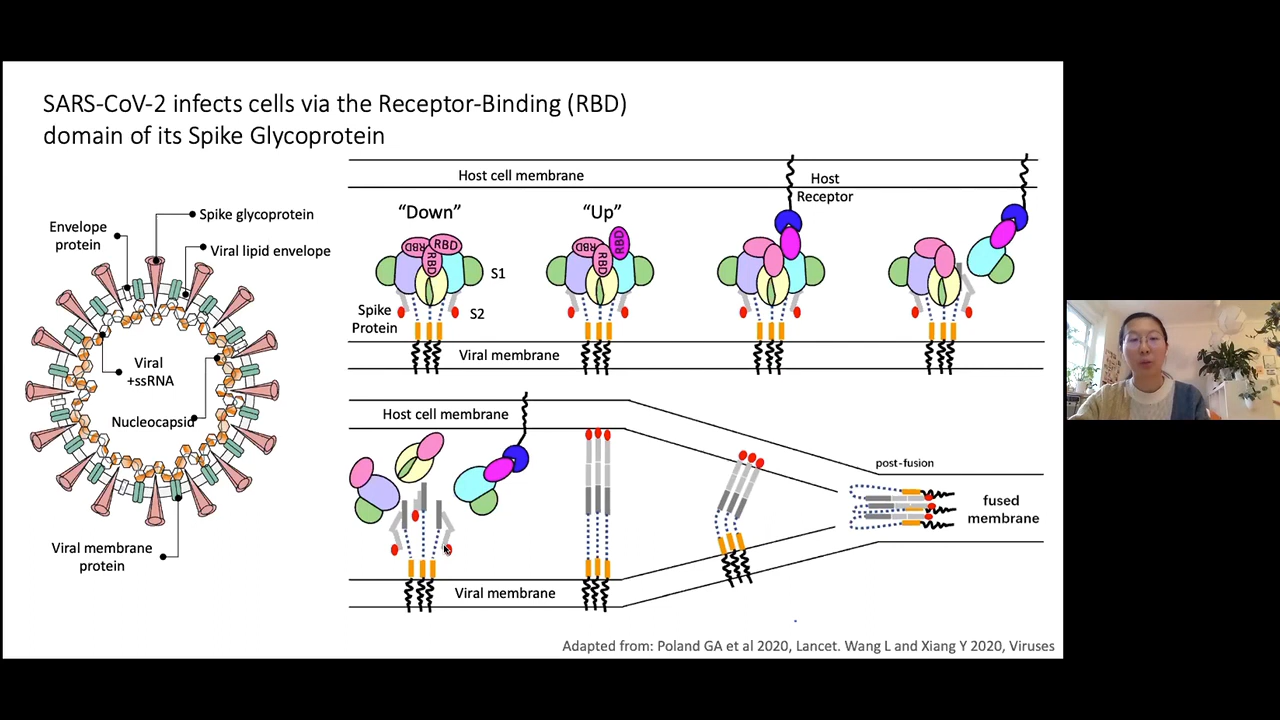 SARS-CoV-2 infects cells via the Receptor-Binding (RBD)
domain of its Spike Glycoprotein
Spike glycoprotein
Envelope
protein
Viral lipid envelope
Viral
+ssRNA
Nucleocapsid
Viral membrane
protein
Host cell membrane
Host
Receptor
"Down"
"Up"
RBD
RBD
RBD
RBD
RBD
RBD
S1
Spike
Protein
S2
Viral membrane
Host cell membrane
post-fusion
fused
membrane
Viral membrane
Adapted from: Poland GA et al 2020, Lancet. Wang L and Xiang Y 2020, Viruses